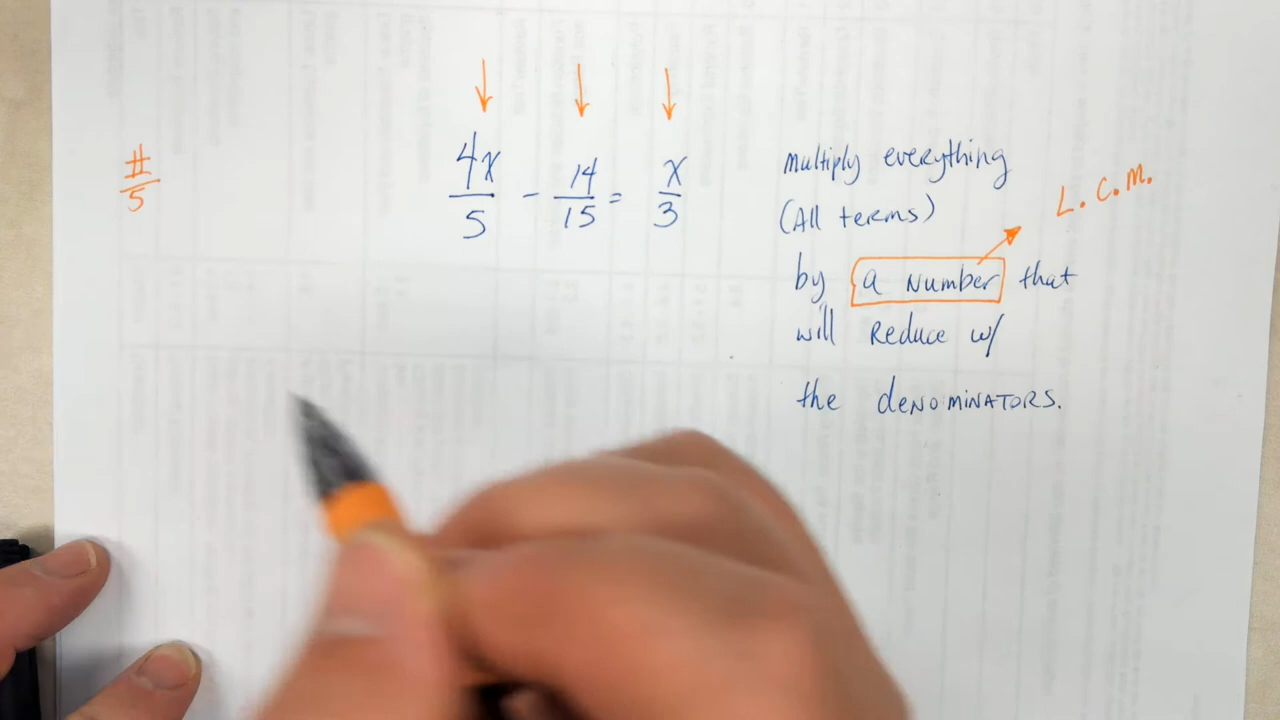 #/5
4x/5 - 14/15 = x/3
multiply everything
(All terms)
L.C.M.
by a number that
will Reduce w/
the denominators.